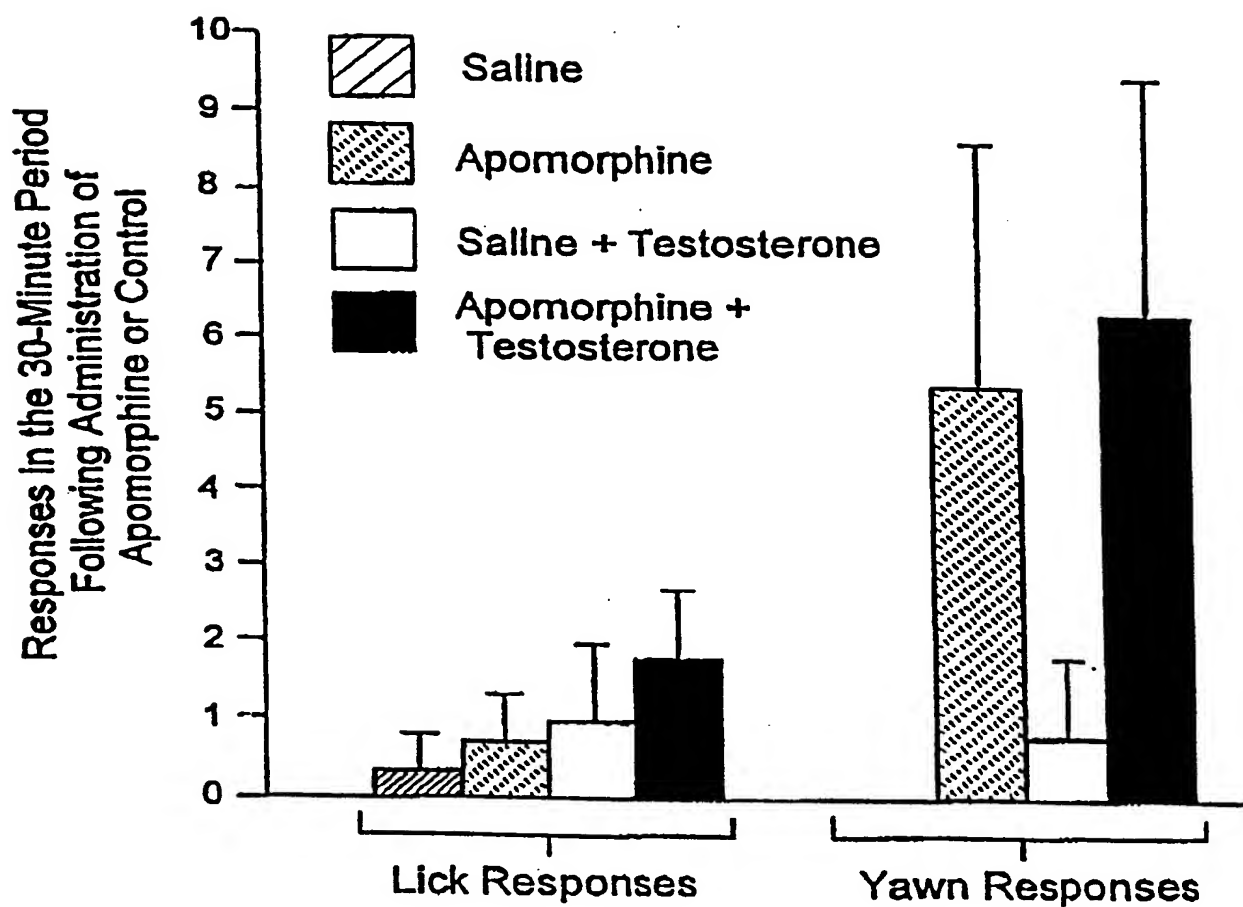 Responses in the 30-Minute Period
Following Administration of
Apomorphine or Control
10
9
8
7
6
5
4
3
2
1
0
Saline
Apomorphine
Saline + Testosterone
Apomorphine +
Testosterone
Lick Responses
Yawn Responses